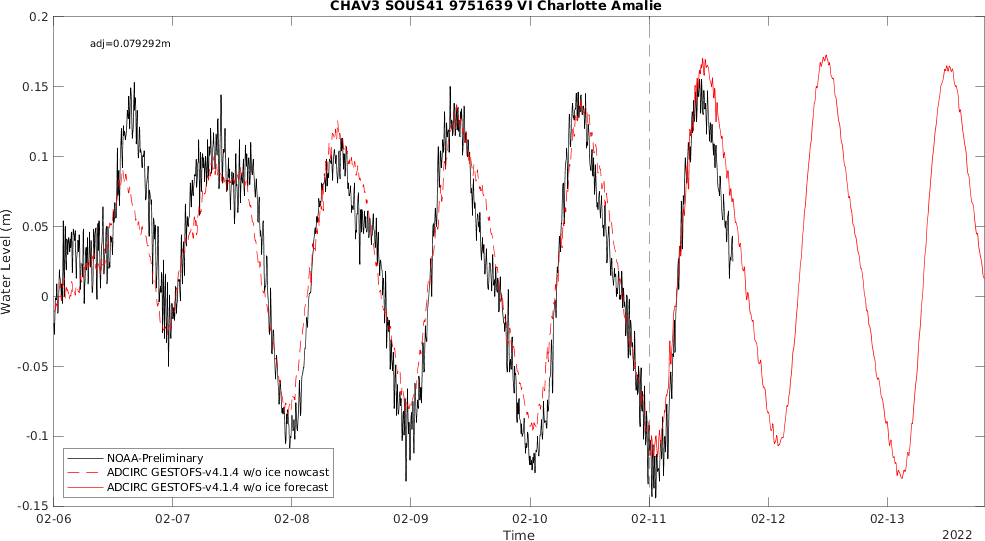 CHAV3 SOUS41 9751639 VI Charlotte Amalie
adj=0.079292m
Water Level (m)
0.2
0.15
0.1
0.05
0
-0.05
-0.1
-0.15
NOAA-Preliminary
ADCIRC GESTOFS-v4.1.4 w/o ice nowcast
ADCIRC GESTOFS-v4.1.4 w/o ice forecast
02-06 02-07 02-08 02-09 02-10 02-11 02-12 02-13
Time
2022